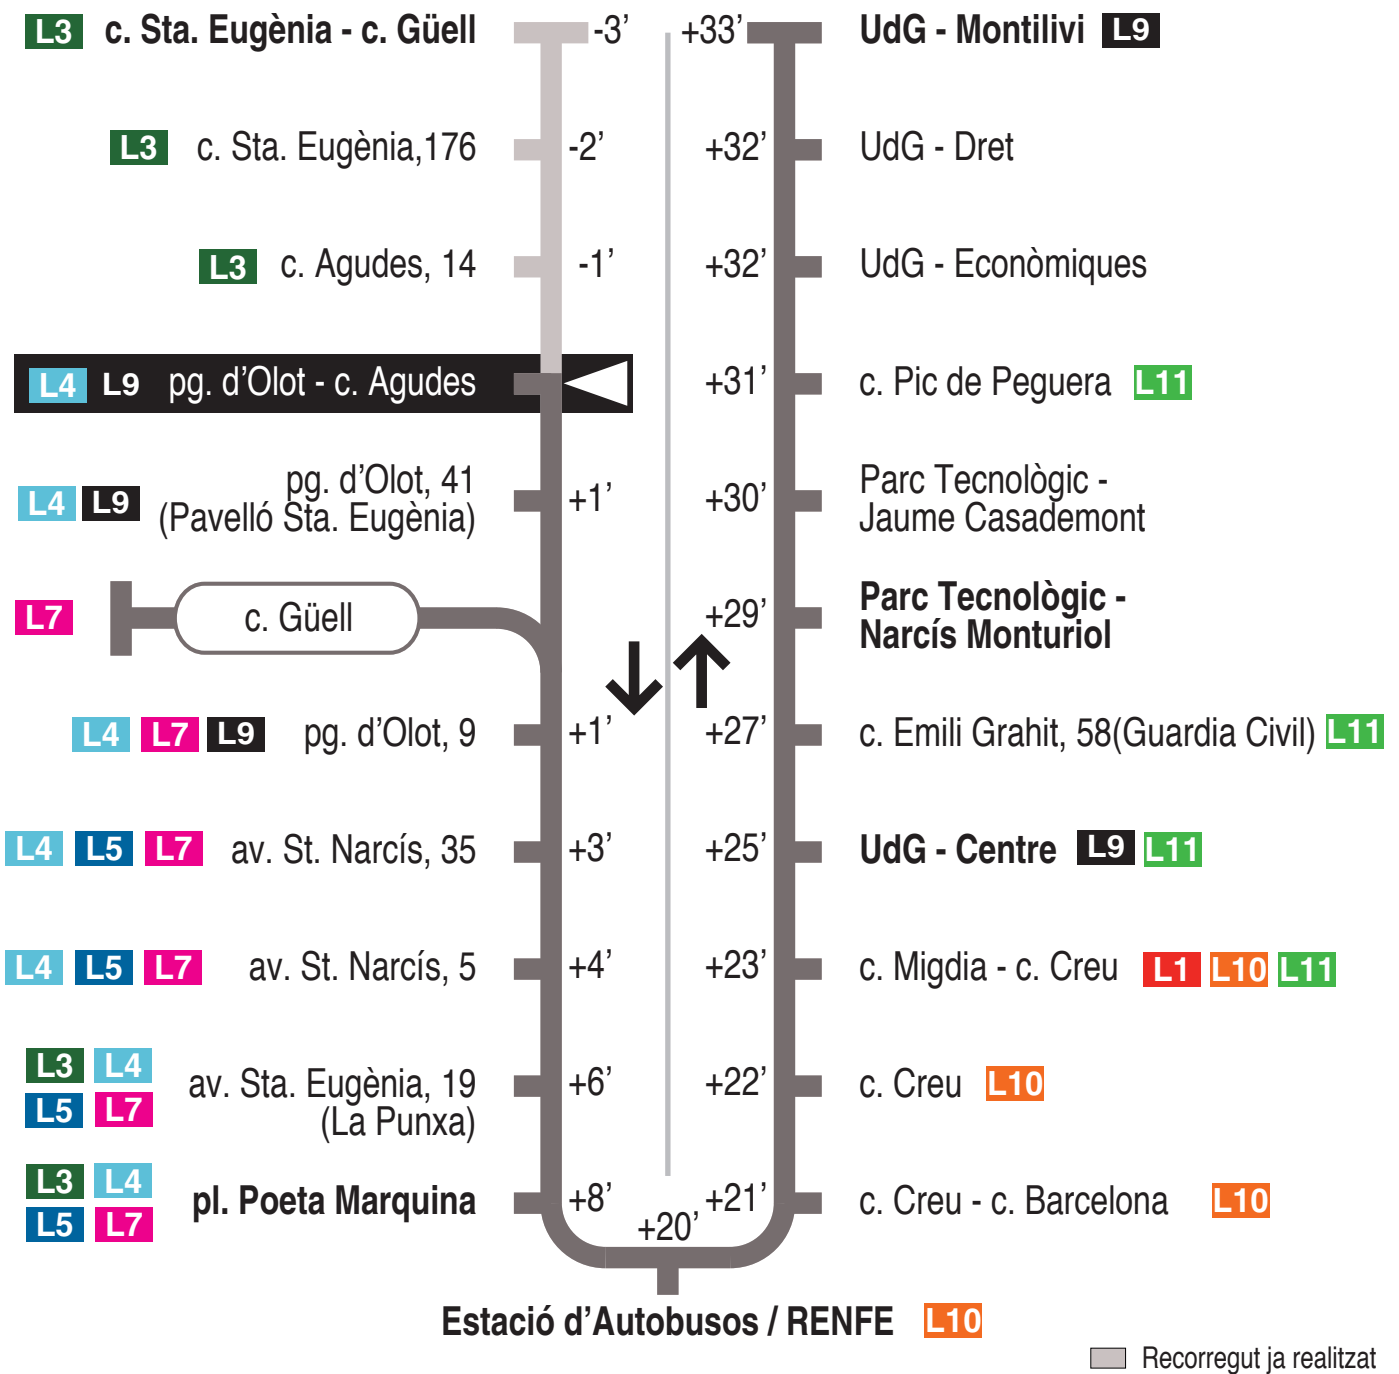 L3 c. Sta. Eugènia - c. Güell -3’ +33’ UdG - Montilivi L9
L3 c. Sta. Eugènia,176 -2’ +32’ UdG - Dret
L3 c. Agudes, 14 -1’ +32’ UdG - Econòmiques
L4 L9 pg. d’Olot - c. Agudes +31’ c. Pic de Peguera L11
L4 L9 pg. d’Olot, 41
(Pavelló Sta. Eugènia) +1’ +30’ Parc Tecnològic -
Jaume Casademont
L7 c. Güell +29’ Parc Tecnològic -
Narcís Monturiol
L4 L7 L9 pg. d’Olot, 9 +1’ +27’ c. Emili Grahit, 58(Guardia Civil) L11
L4 L5 L7 av. St. Narcís, 35 +3’ +25’ UdG - Centre L9 L11
L4 L5 L7 av. St. Narcís, 5 +4’ +23’ c. Migdia - c. Creu L1 L10 L11
L3 L4
L5 L7 av. Sta. Eugènia, 19
(La Punxa) +6’ +22’ c. Creu L10
L3 L4
L5 L7 pl. Poeta Marquina +8’ +21’ c. Creu - c. Barcelona L10
+20’
Estació d’Autobusos / RENFE L10
Recorregut ja realitzat